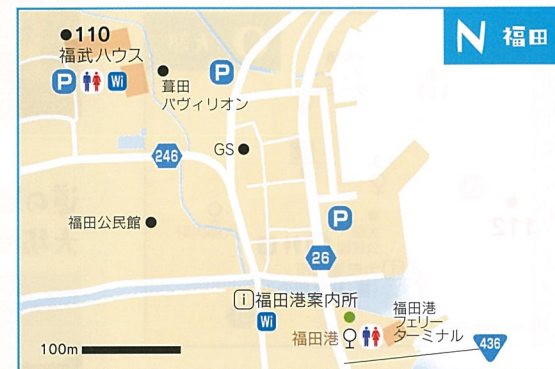 N 福田
●110
福武ハウス
P Wi
P
葺田
パヴィリオン
GS
246
福田公民館
P
26
i 福田港案内所
Wi
福田港
福田港
フェリー
ターミナル
436
100m